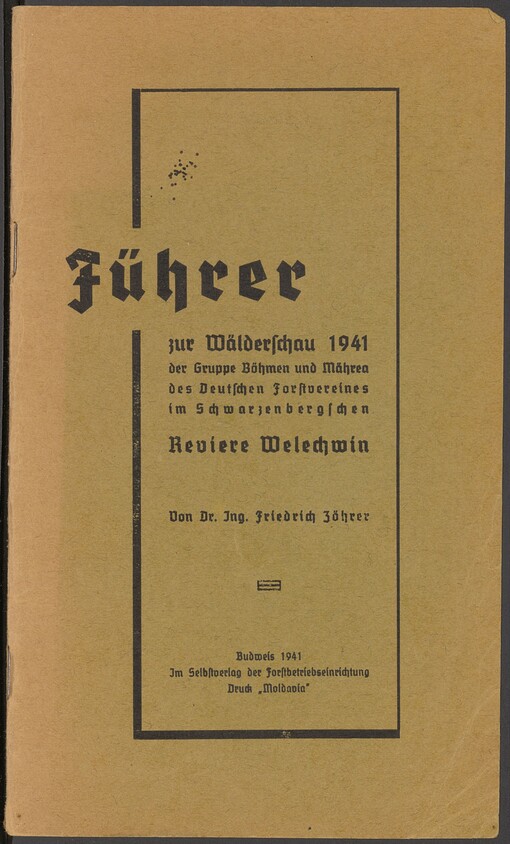 Führer
zur Wälderſchau 1941
der Gruppe Böhmen und Mähren
des Deutſchen Forſtvereines
im Schwarzenbergſchen
Reviere Welechwin
Von Dr. Ing. Friedrich Zöhrer
Budweis 1941
Im Selbſtverlag der Forſtbetriebseinrichtung
Druck „Moldavia"